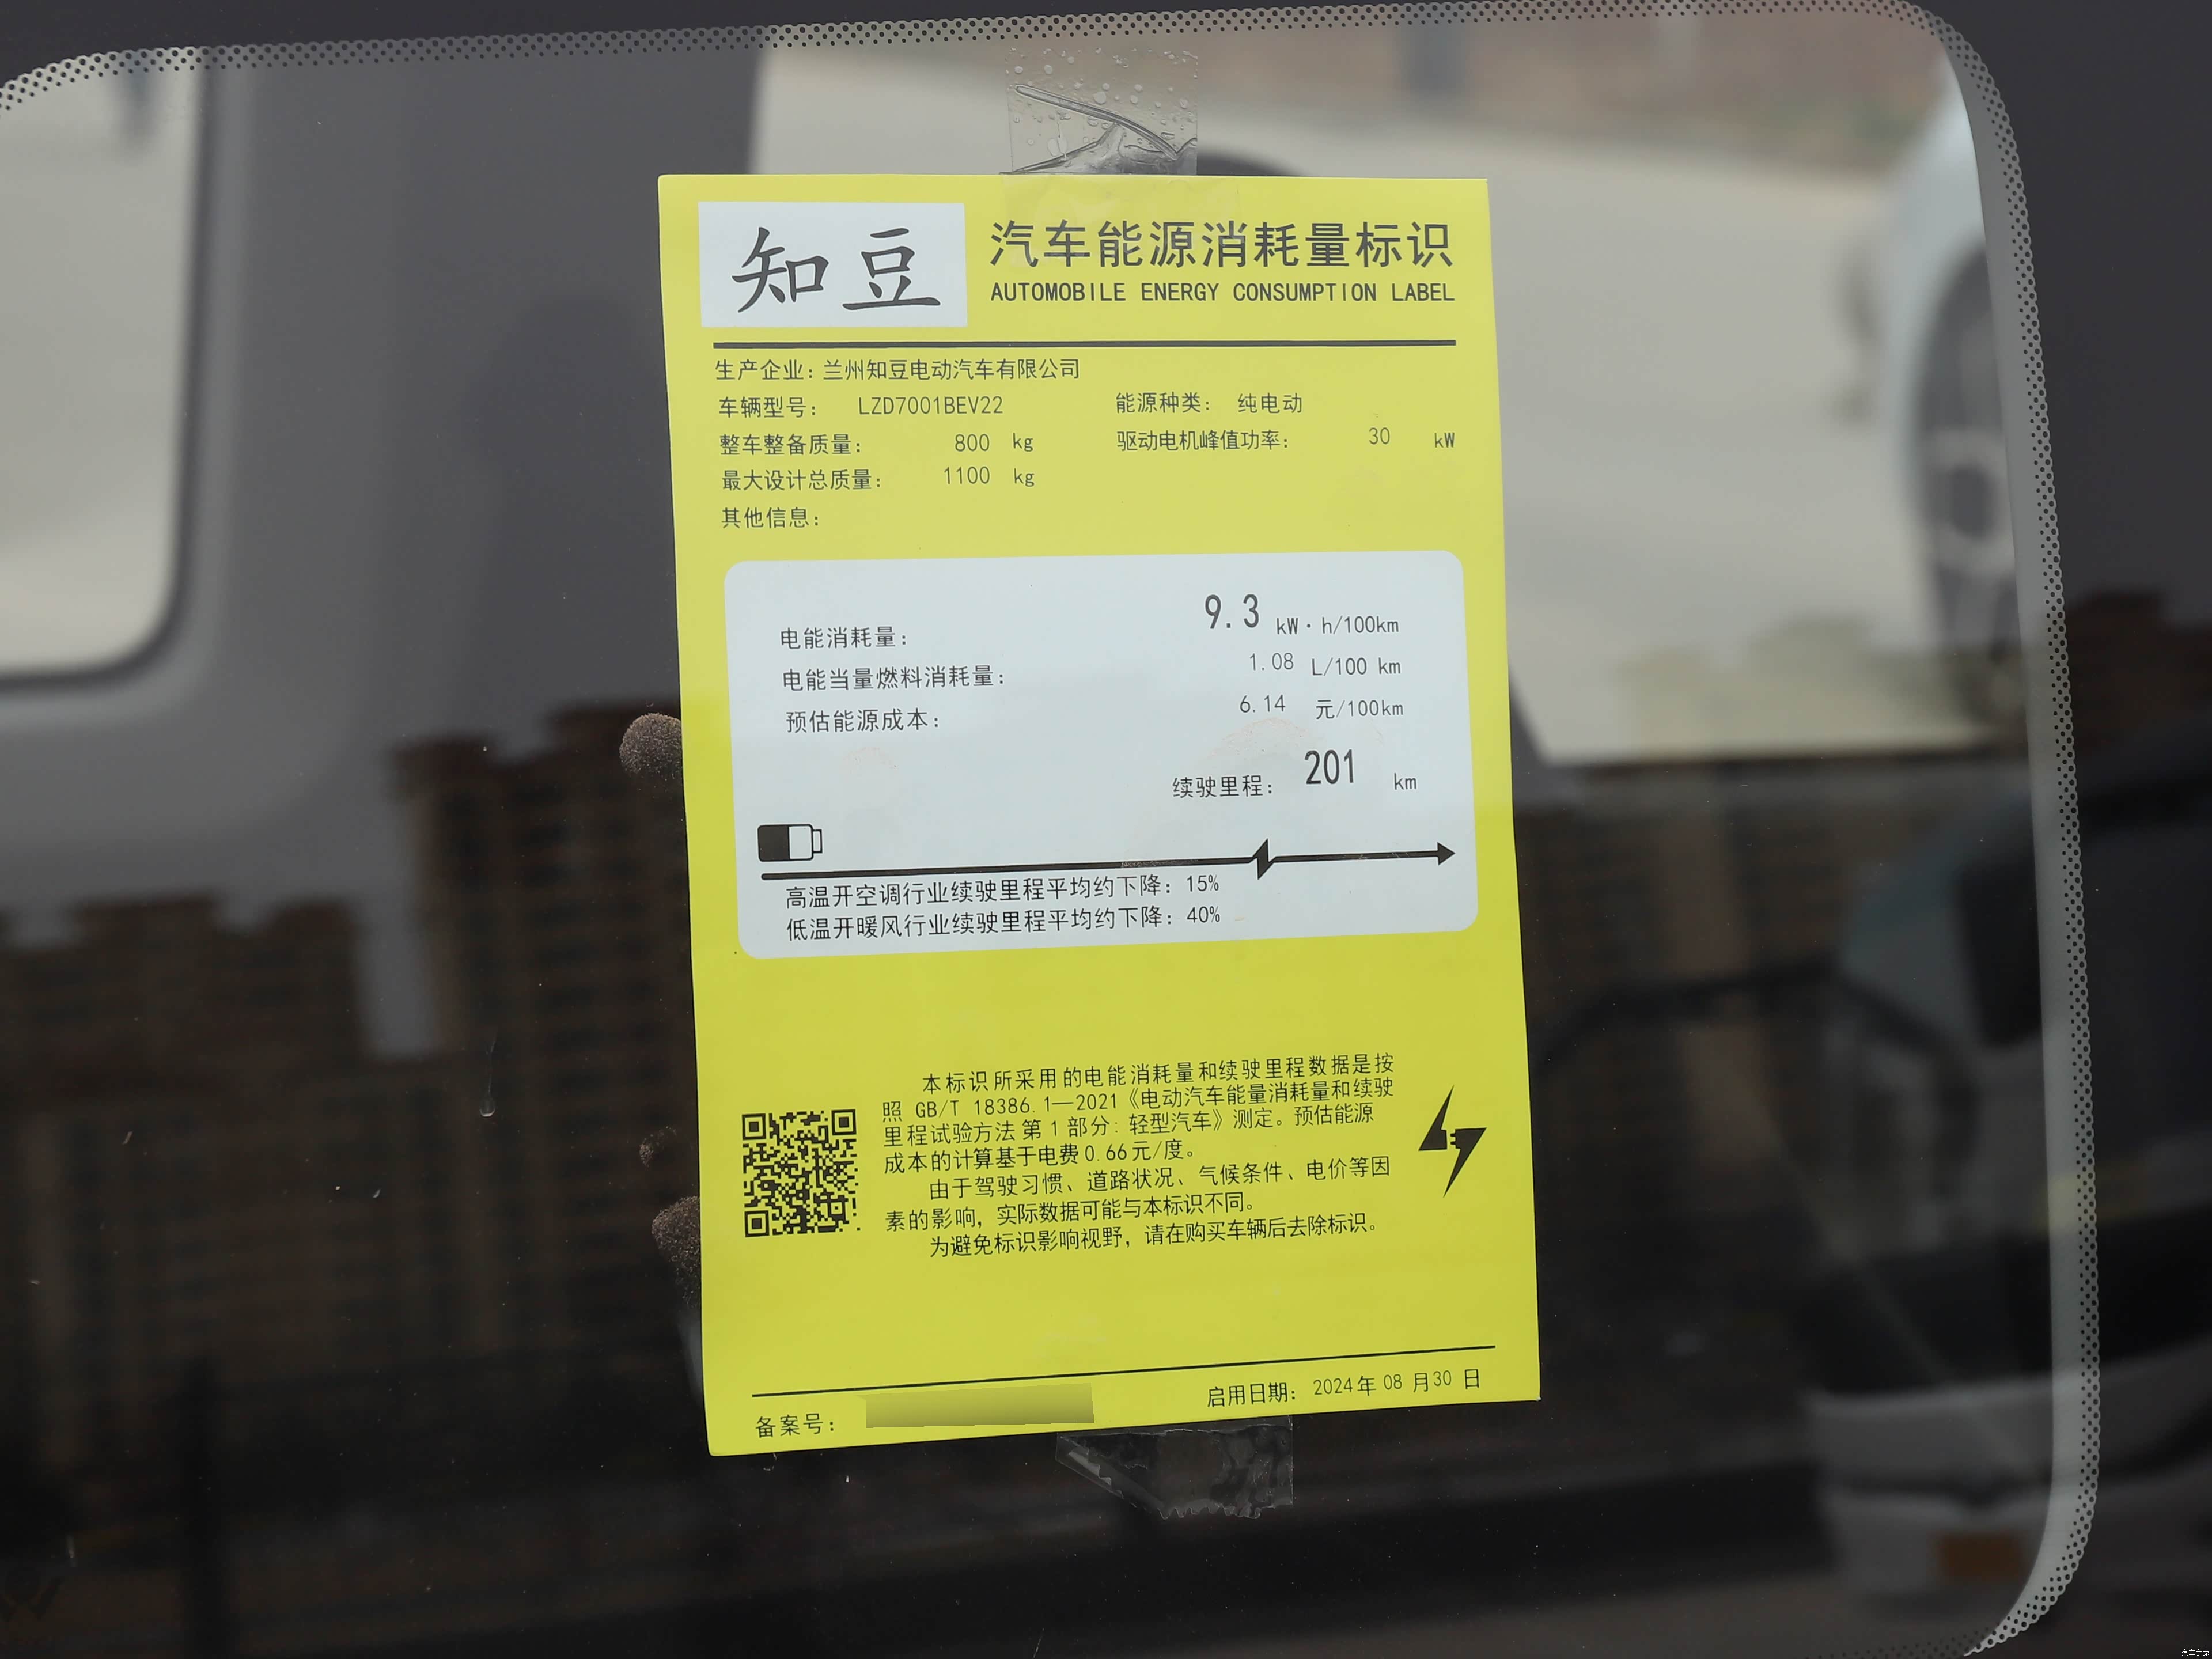 知豆
汽车能源消耗量标识
AUTOMOBILE ENERGY CONSUMPTION LABEL
生产企业：兰州知豆电动汽车有限公司
车辆型号： LZD7001BEV22 能源种类： 纯电动
整车整备质量： 800 kg 驱动电机峰值功率： 30 kW
最大设计总质量： 1100 kg
其他信息：
电能消耗量： 9.3 kW·h/100km
电能当量燃料消耗量： 1.08 L/100 km
预估能源成本： 6.14 元/100km
续驶里程： 201 km
高温开空调行业续驶里程平均约下降：15%
低温开暖风行业续驶里程平均约下降：40%
本标识所采用的电能消耗量和续驶里程数据是按
照 GB/T 18386.1—2021《电动汽车能量消耗量和续驶
里程试验方法 第 1 部分：轻型汽车》测定。预估能源
成本的计算基于电费 0.66 元/度。
由于驾驶习惯、道路状况、气候条件、电价等因
素的影响，实际数据可能与本标识不同。
为避免标识影响视野，请在购买车辆后去除标识。
备案号： 启用日期： 2024年 08 月30 日
汽车之家